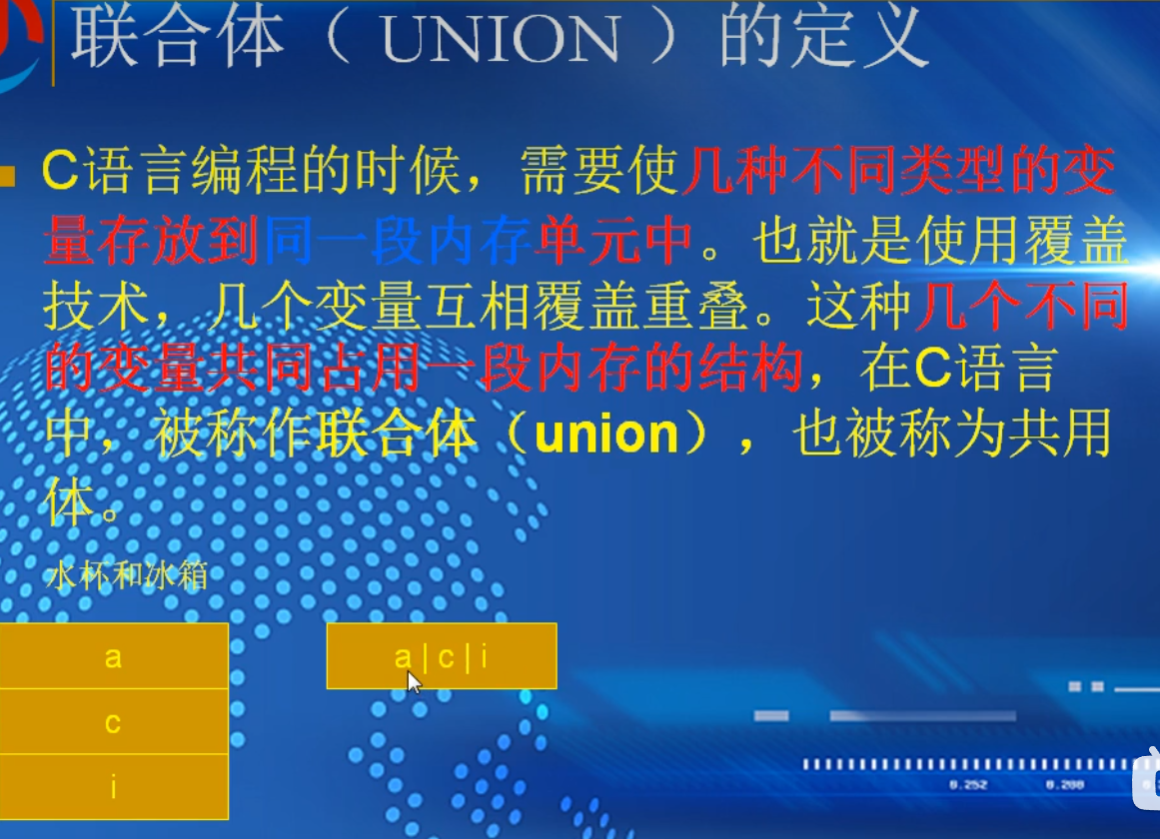 联合体（ UNION ）的定义
C语言编程的时候，需要使几种不同类型的变
量存放到同一段内存单元中。也就是使用覆盖
技术，几个变量互相覆盖重叠。这种几个不同
的变量共同占用一段内存的结构，在C语言
中，被称作联合体（union），也被称为共用
体。
水杯和冰箱
a
a | c | i
c
i
0.252
0.208